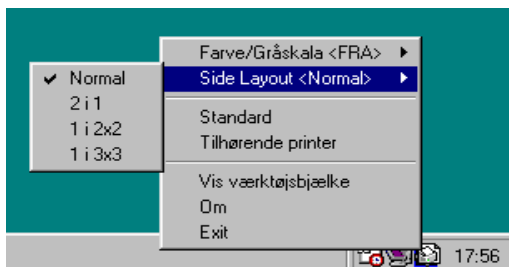 Farve/Gråskala <FRA>
Side Layout <Normal>
Normal
2 i 1
1 i 2x2
1 i 3x3
Standard
Tilhørende printer
Vis værktøjsbjælke
Om
Exit
17:56